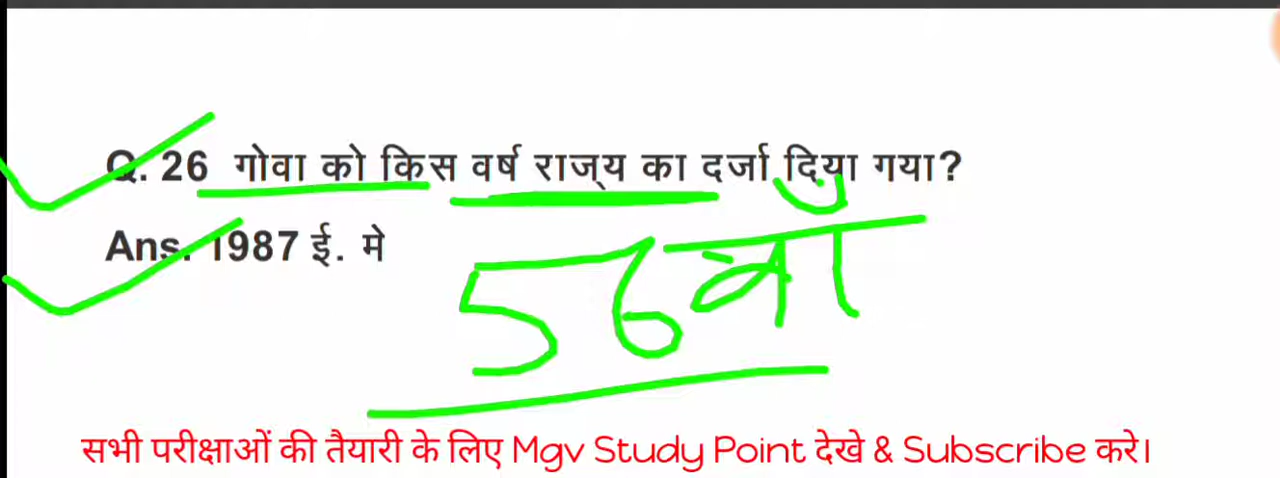 Q. 26 गोवा को किस वर्ष राज्य का दर्जा दिया गया?
Ans. 1987 ई. मे
56वाँ
सभी परीक्षाओं की तैयारी के लिए Mgv Study Point देखे & Subscribe करे।